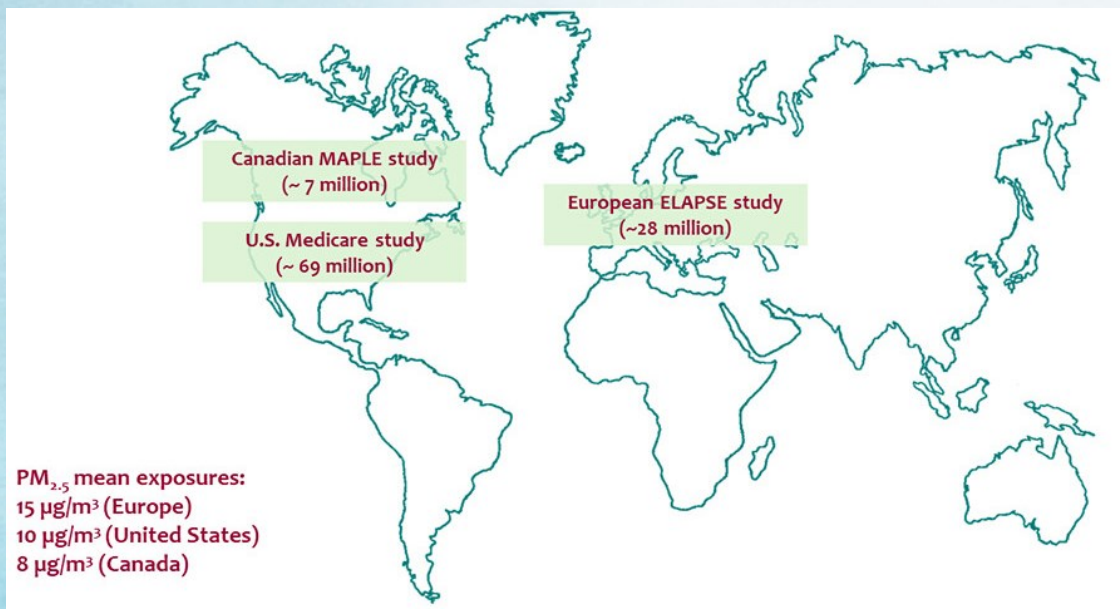 Canadian MAPLE study
(~ 7 million)
U.S. Medicare study
(~ 69 million)
European ELAPSE study
(~28 million)
PM₂.₅ mean exposures:
15 µg/m³ (Europe)
10 µg/m³ (United States)
8 µg/m³ (Canada)